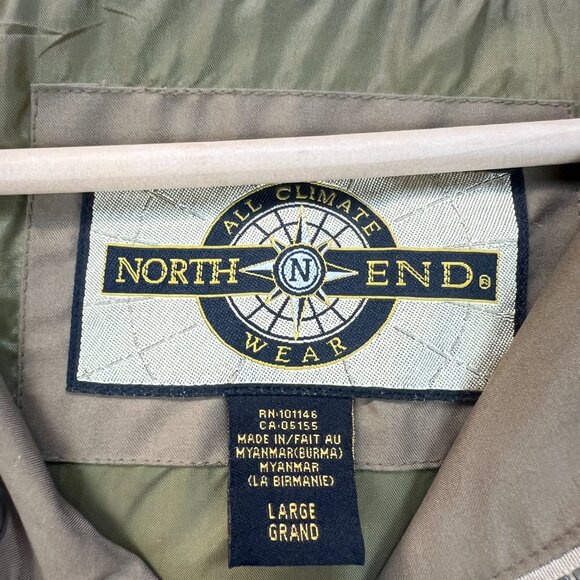 ALL CLIMATE
NORTH N END®
WEAR
RN:101146
CA:05155
MADE IN/FAIT AU
MYANMAR(BURMA)
MYANMAR
(LA BIRMANIE)
LARGE
GRAND